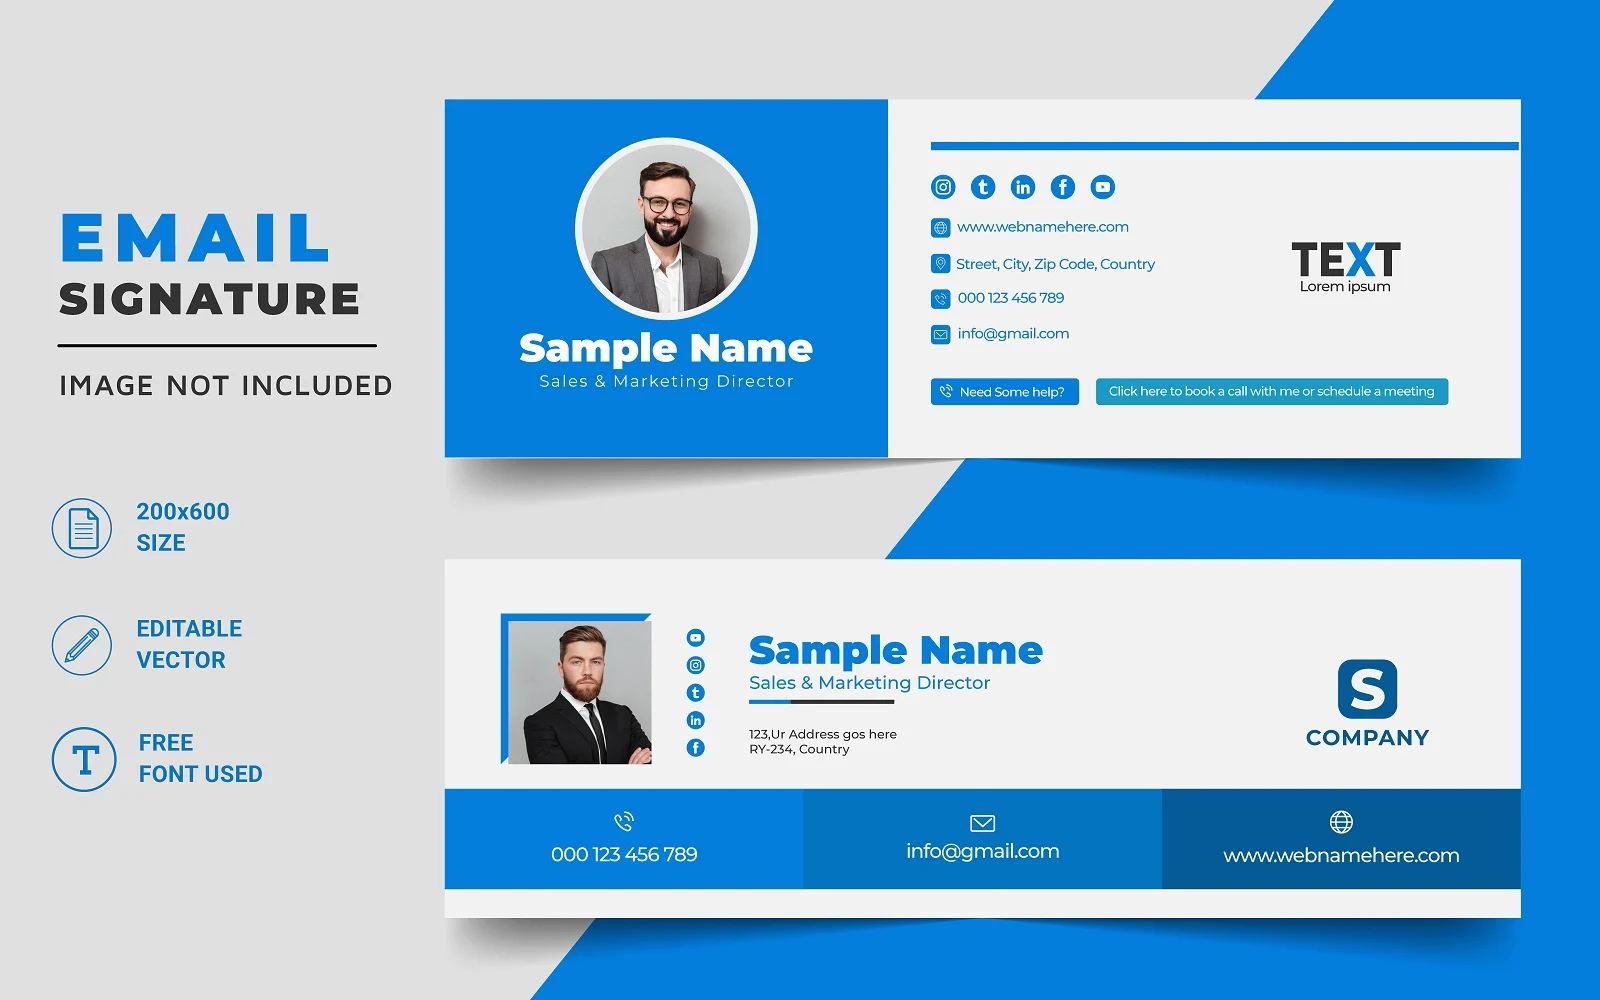 EMAIL
SIGNATURE
IMAGE NOT INCLUDED
200x600
SIZE
EDITABLE
VECTOR
T
FREE
FONT USED
Sample Name
Sales & Marketing Director
www.webnamehere.com
Street, City, Zip Code, Country
000 123 456 789
info@gmail.com
Need Some help?
Click here to book a call with me or schedule a meeting
TEXT
Lorem ipsum
Sample Name
Sales & Marketing Director
123,Ur Address gos here
RY-234, Country
S
COMPANY
000 123 456 789
info@gmail.com
www.webnamehere.com